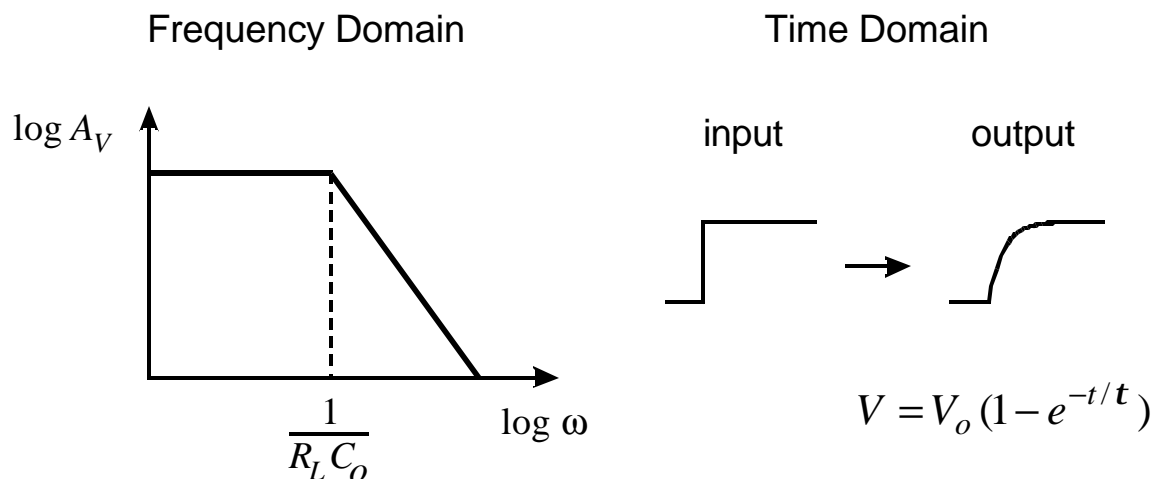 Frequency Domain
Time Domain
log A_V
input
output
1
R_L C_o
log ω
V = V_o (1 − e^{−t/t})